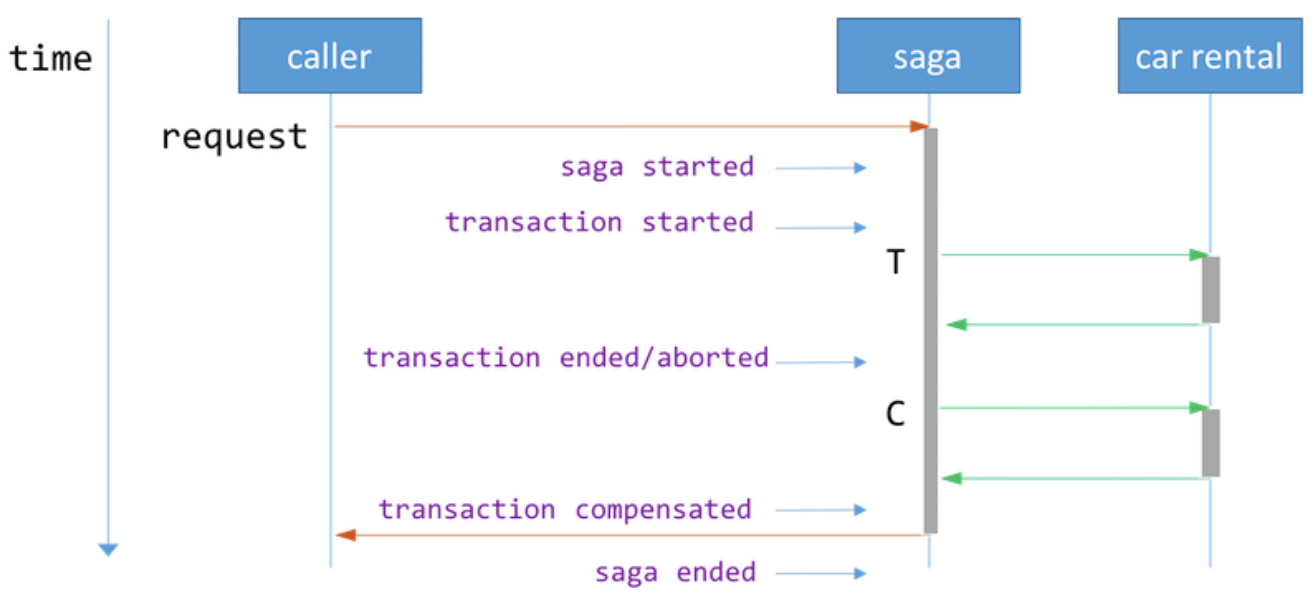 time
caller
saga
car rental
request
saga started
transaction started
T
transaction ended/aborted
C
transaction compensated
saga ended